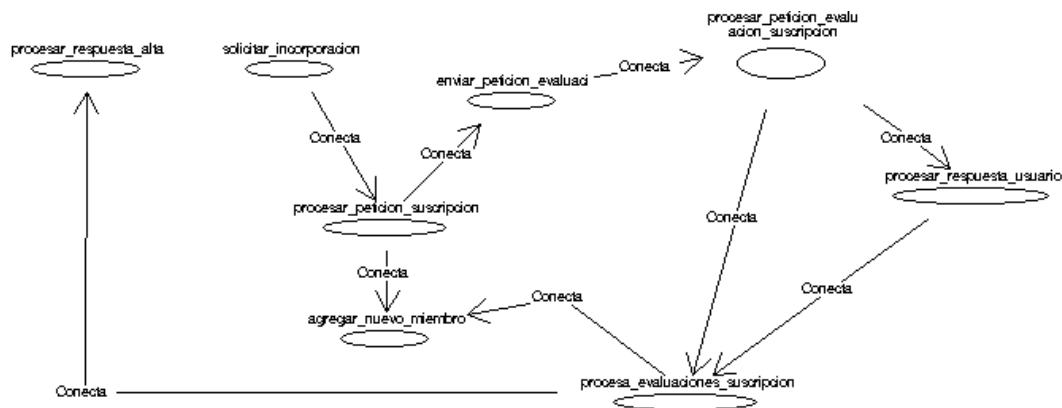 procesar_peticion_evalu
acion_suscripcion
procesar_respuesta_alta
solicitar_incorporacion
Conecta
enviar_peticion_evaluaci
Conecta
Conecta
Conecta
procesar_respuesta_usuario
procesar_peticion_suscripcion
Conecta
Conecta
Conecta
Conecta
agregar_nuevo_miembro
procesa_evaluaciones_suscripcion
Conecta